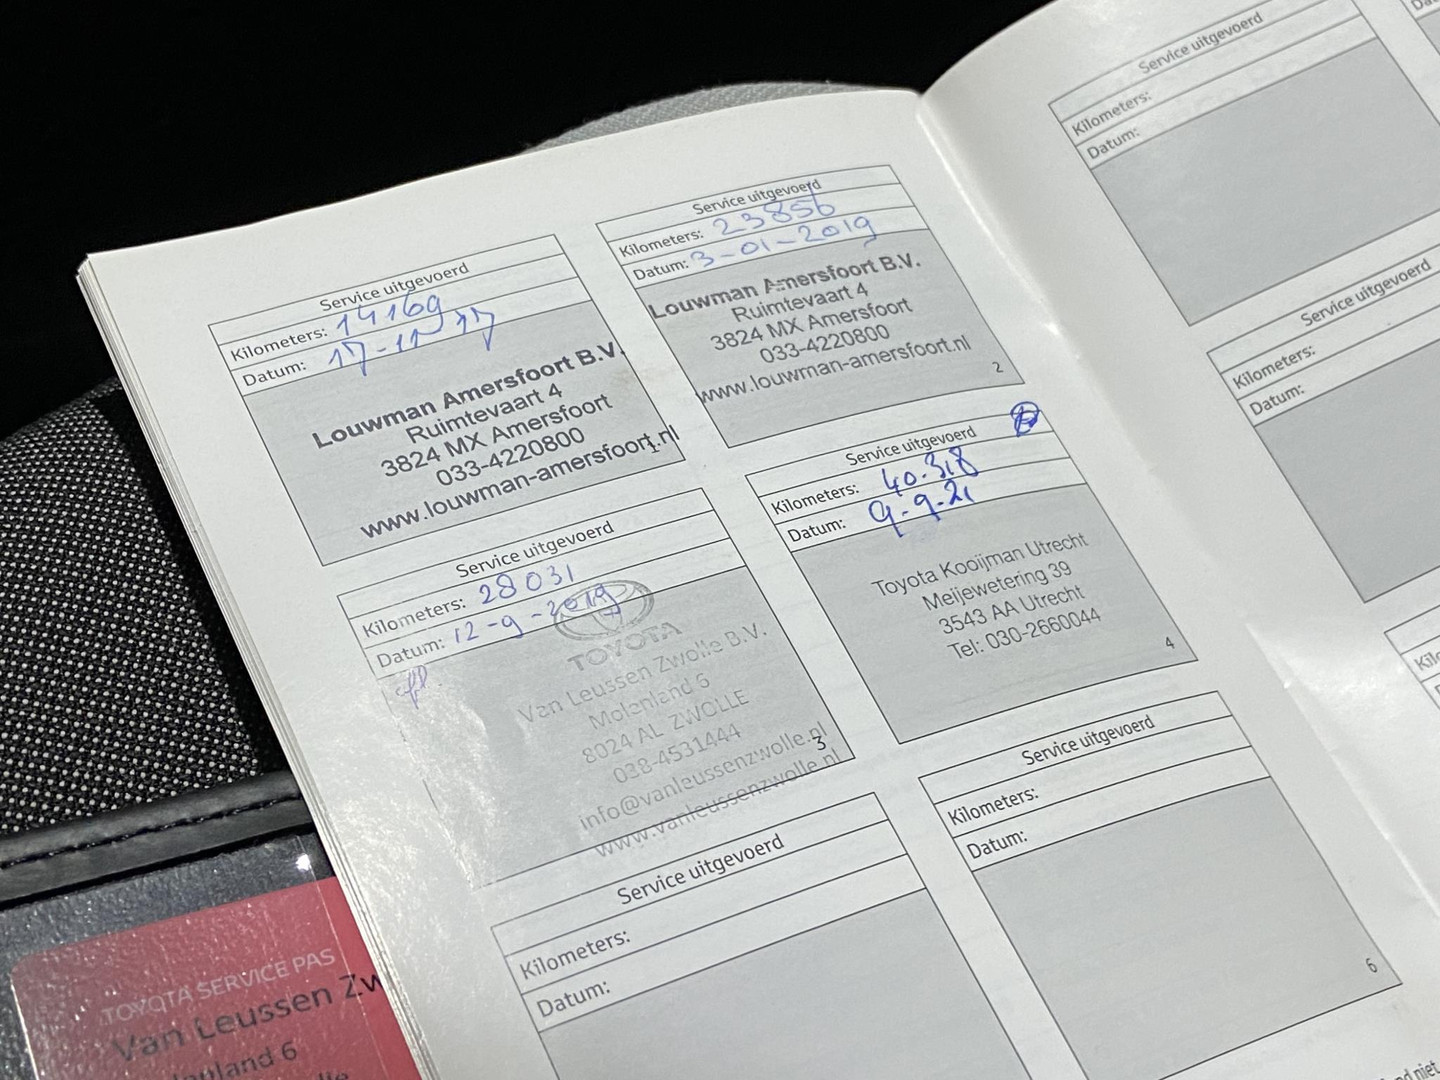 Service uitgevoerd
Kilometers: 14169
Datum: 17-11-17
Louwman Amersfoort B.V.
Ruimtevaart 4
3824 MX Amersfoort
033-4220800
www.louwman-amersfoort.nl
1
Service uitgevoerd
Kilometers: 23856
Datum: 3-01-2019
Louwman Amersfoort B.V.
Ruimtevaart 4
3824 MX Amersfoort
033-4220800
www.louwman-amersfoort.nl
2
Service uitgevoerd
Kilometers: 28031
Datum: 12-9-2019
TOYOTA
Van Leussen Zwolle B.V.
Molenland 6
8024 AL ZWOLLE
038-4531444
info@vanleussenzwolle.nl
www.vanleussenzwolle.nl
3
Service uitgevoerd
Kilometers: 40.318
Datum: 9-9-21
Toyota Kooijman Utrecht
Meijewetering 39
3543 AA Utrecht
Tel: 030-2660044
4
Service uitgevoerd
Kilometers:
Datum:
Service uitgevoerd
Kilometers:
Datum:
6
Service uitgevoerd
Kilometers:
Datum:
Service uitgevoerd
Kilometers:
Datum:
TOYOTA SERVICE PAS
Van Leussen Zw
nland 6